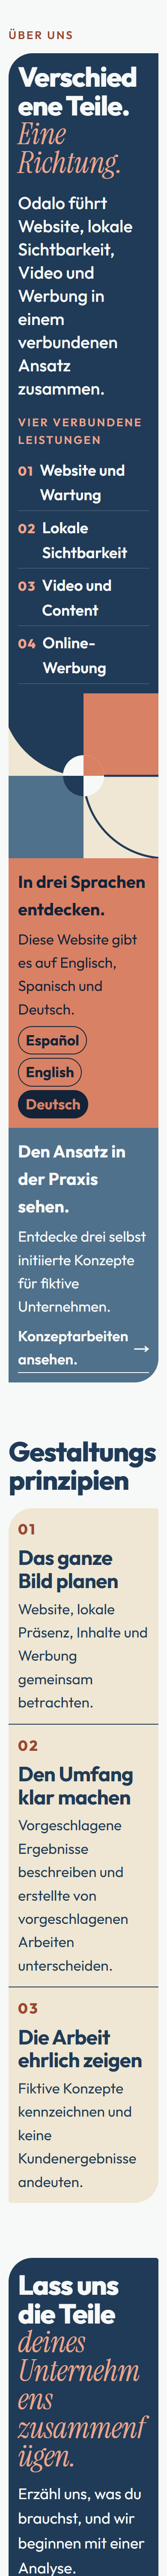 ÜBER UNS
Verschied
ene Teile.
Eine
Richtung.
Odalo führt
Website, lokale
Sichtbarkeit,
Video und
Werbung in
einem
verbundenen
Ansatz
zusammen.
VIER VERBUNDENE
LEISTUNGEN
01 Website und
Wartung
02 Lokale
Sichtbarkeit
03 Video und
Content
04 Online-
Werbung
In drei Sprachen
entdecken.
Diese Website gibt
es auf Englisch,
Spanisch und
Deutsch.
Español
English
Deutsch
Den Ansatz in
der Praxis
sehen.
Entdecke drei selbst
initiierte Konzepte
für fiktive
Unternehmen.
Konzeptarbeiten
ansehen. →
Gestaltungs
prinzipien
01
Das ganze
Bild planen
Website, lokale
Präsenz, Inhalte und
Werbung
gemeinsam
betrachten.
02
Den Umfang
klar machen
Vorgeschlagene
Ergebnisse
beschreiben und
erstellte von
vorgeschlagenen
Arbeiten
unterscheiden.
03
Die Arbeit
ehrlich zeigen
Fiktive Konzepte
kennzeichnen und
keine
Kundenergebnisse
andeuten.
Lass uns
die Teile
deines
Unternehm
ens
zusammenf
ügen.
Erzähl uns, was du
brauchst, und wir
beginnen mit einer
Analyse.